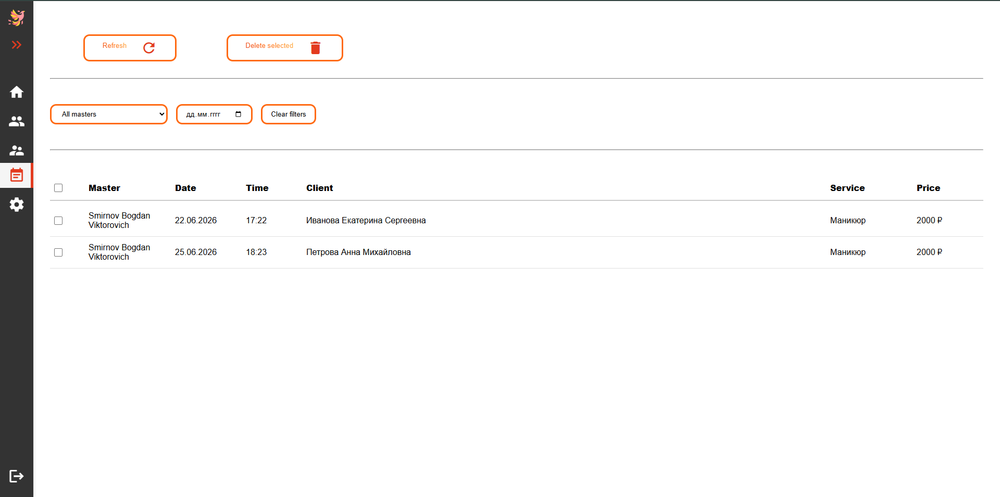 Refresh
Delete selected
All masters
дд.мм.гггг
Clear filters
Master Date Time Client Service Price
Smirnov Bogdan
Viktorovich
22.06.2026 17:22 Иванова Екатерина Сергеевна Маникюр 2000 ₽
Smirnov Bogdan
Viktorovich
25.06.2026 18:23 Петрова Анна Михайловна Маникюр 2000 ₽